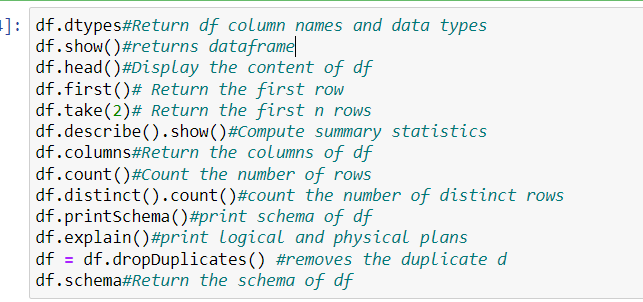 ]: df.dtypes#Return df column names and data types
df.show()#returns dataframe
df.head()#Display the content of df
df.first()# Return the first row
df.take(2)# Return the first n rows
df.describe().show()#Compute summary statistics
df.columns#Return the columns of df
df.count()#Count the number of rows
df.distinct().count()#count the number of distinct rows
df.printSchema()#print schema of df
df.explain()#print logical and physical plans
df = df.dropDuplicates() #removes the duplicate d
df.schema#Return the schema of df